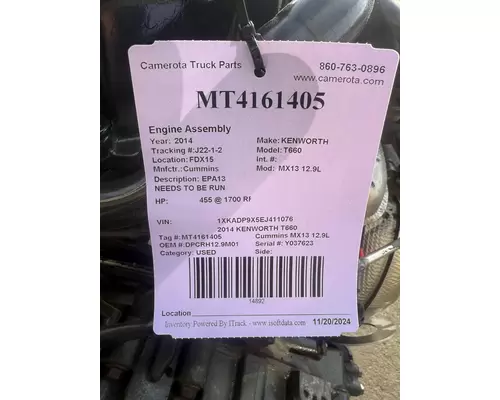 Camerota Truck Parts 860-763-0896
www.camerota.com
MT4161405
Engine Assembly
Year: 2014 Make: KENWORTH
Tracking #:J22-1-2 Model: T660
Location: FDX15 Int. #:
Mnfctr.:Cummins Mod: MX13 12.9L
Description: EPA13
NEEDS TO BE RUN
HP: 455 @ 1700 RI
VIN: 1XKADP9X5EJ411076
2014 KENWORTH T660
Tag #:MT4161405 Cummins MX13 12.9L
OEM #:DPCRH12.9M01 Serial #: Y037623
Category: USED Side:
14692
Location
Inventory Powered By ITrack - www.isoftdata.com 11/20/2024